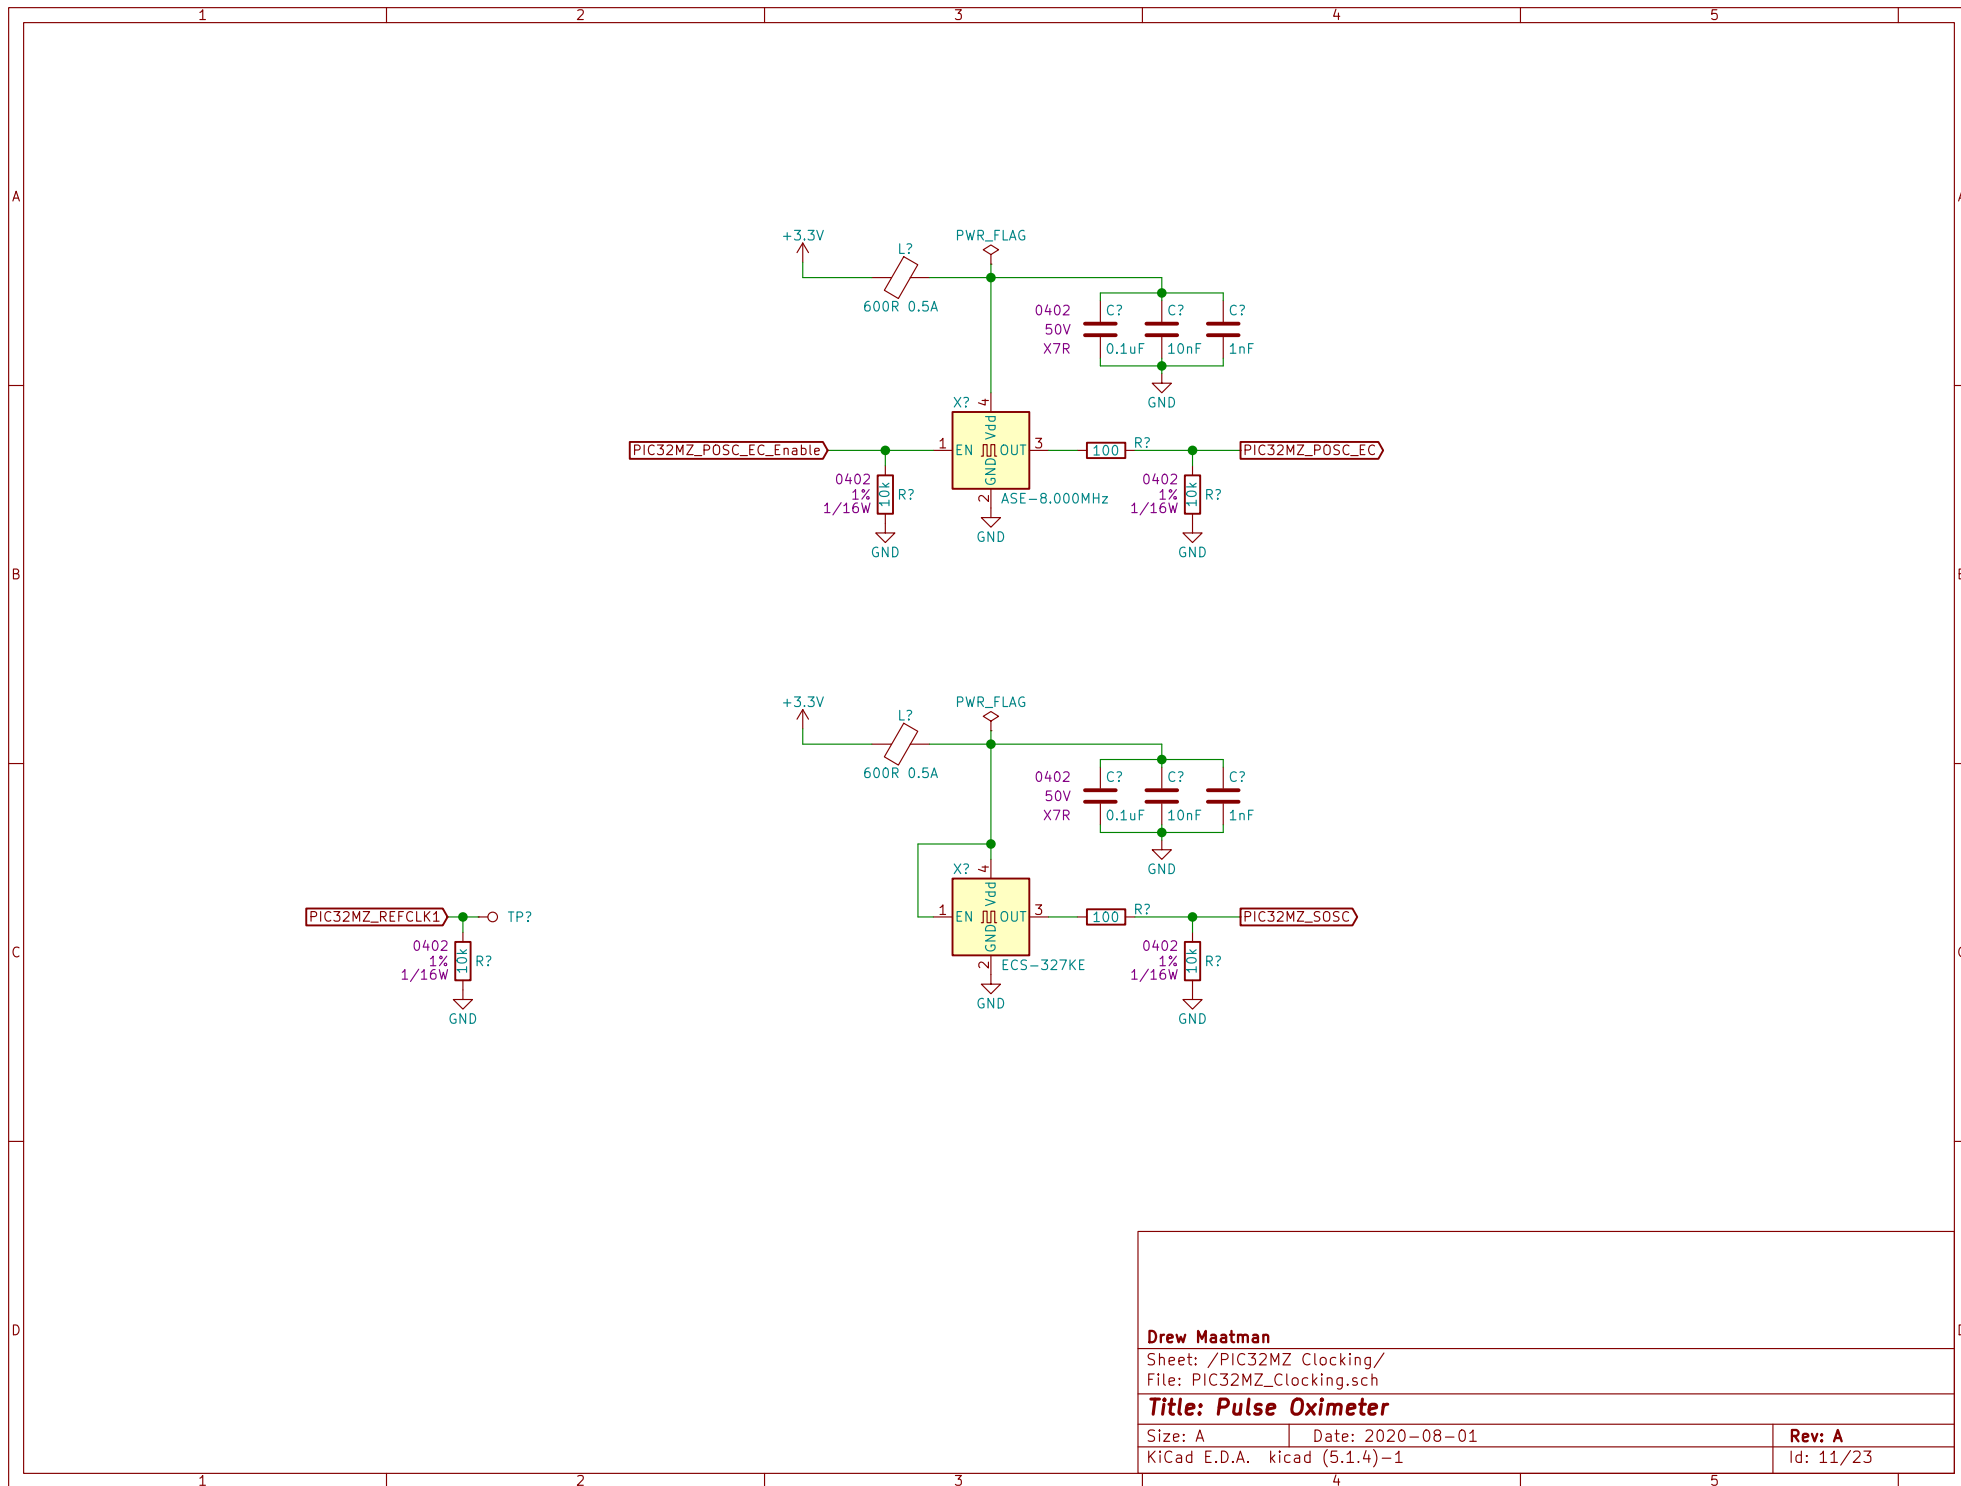 1 2 3 4 5
A
+3.3V
PWR_FLAG
L?
600R 0.5A
0402
50V
X7R
C?
0.1uF
C?
10nF
C?
1nF
GND
X?
4
Vdd
PIC32MZ_POSC_EC_Enable
1
EN
OUT
3
GND
2
ASE-8.000MHz
GND
100
R?
PIC32MZ_POSC_EC
0402
1%
1/16W
10k
R?
GND
0402
1%
1/16W
10k
R?
GND
B
+3.3V
PWR_FLAG
L?
600R 0.5A
0402
50V
X7R
C?
0.1uF
C?
10nF
C?
1nF
GND
X?
4
Vdd
1
EN
OUT
3
GND
2
ECS-327KE
GND
100
R?
PIC32MZ_SOSC
0402
1%
1/16W
10k
R?
GND
PIC32MZ_REFCLK1
TP?
0402
1%
1/16W
10k
R?
GND
C
D
Drew Maatman
Sheet: /PIC32MZ Clocking/
File: PIC32MZ_Clocking.sch
Title: Pulse Oximeter
Size: A
Date: 2020-08-01
Rev: A
KiCad E.D.A. kicad (5.1.4)-1
Id: 11/23
1 2 3 4 5